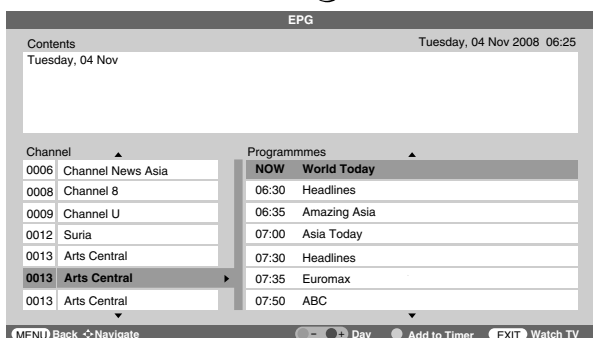 EPG
Contents Tuesday, 04 Nov 2008 06:25
Tuesday, 04 Nov
Channel Programmmes
0006 Channel News Asia NOW World Today
0008 Channel 8 06:30 Headlines
0009 Channel U 06:35 Amazing Asia
0012 Suria 07:00 Asia Today
0013 Arts Central 07:30 Headlines
0013 Arts Central 07:35 Euromax
0013 Arts Central 07:50 ABC
MENU Back Navigate - + Day Add to Timer EXIT Watch TV